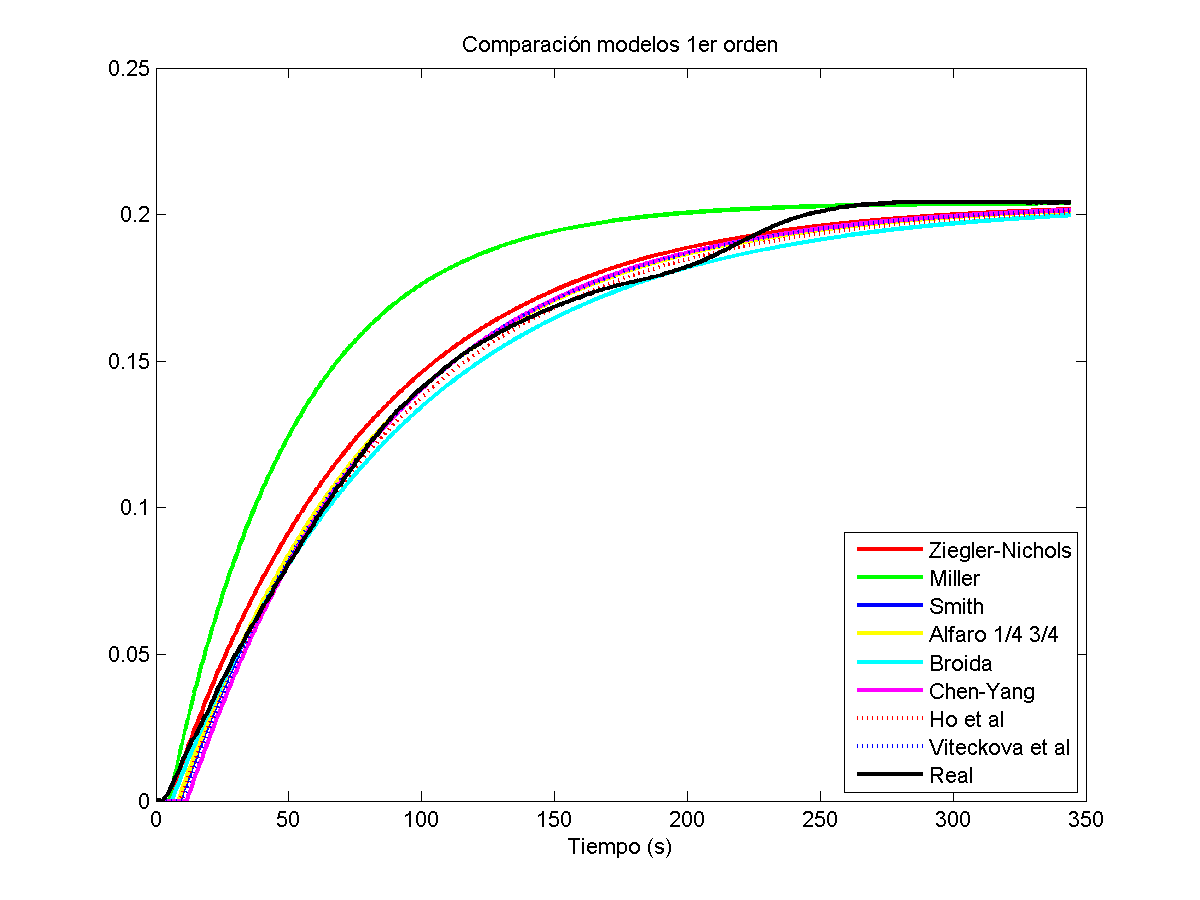 Comparación modelos 1er orden
0.25
0.2
0.15
0.1
0.05
0
0 50 100 150 200 250 300 350
Tiempo (s)
Ziegler-Nichols
Miller
Smith
Alfaro 1/4 3/4
Broida
Chen-Yang
Ho et al
Viteckova et al
Real